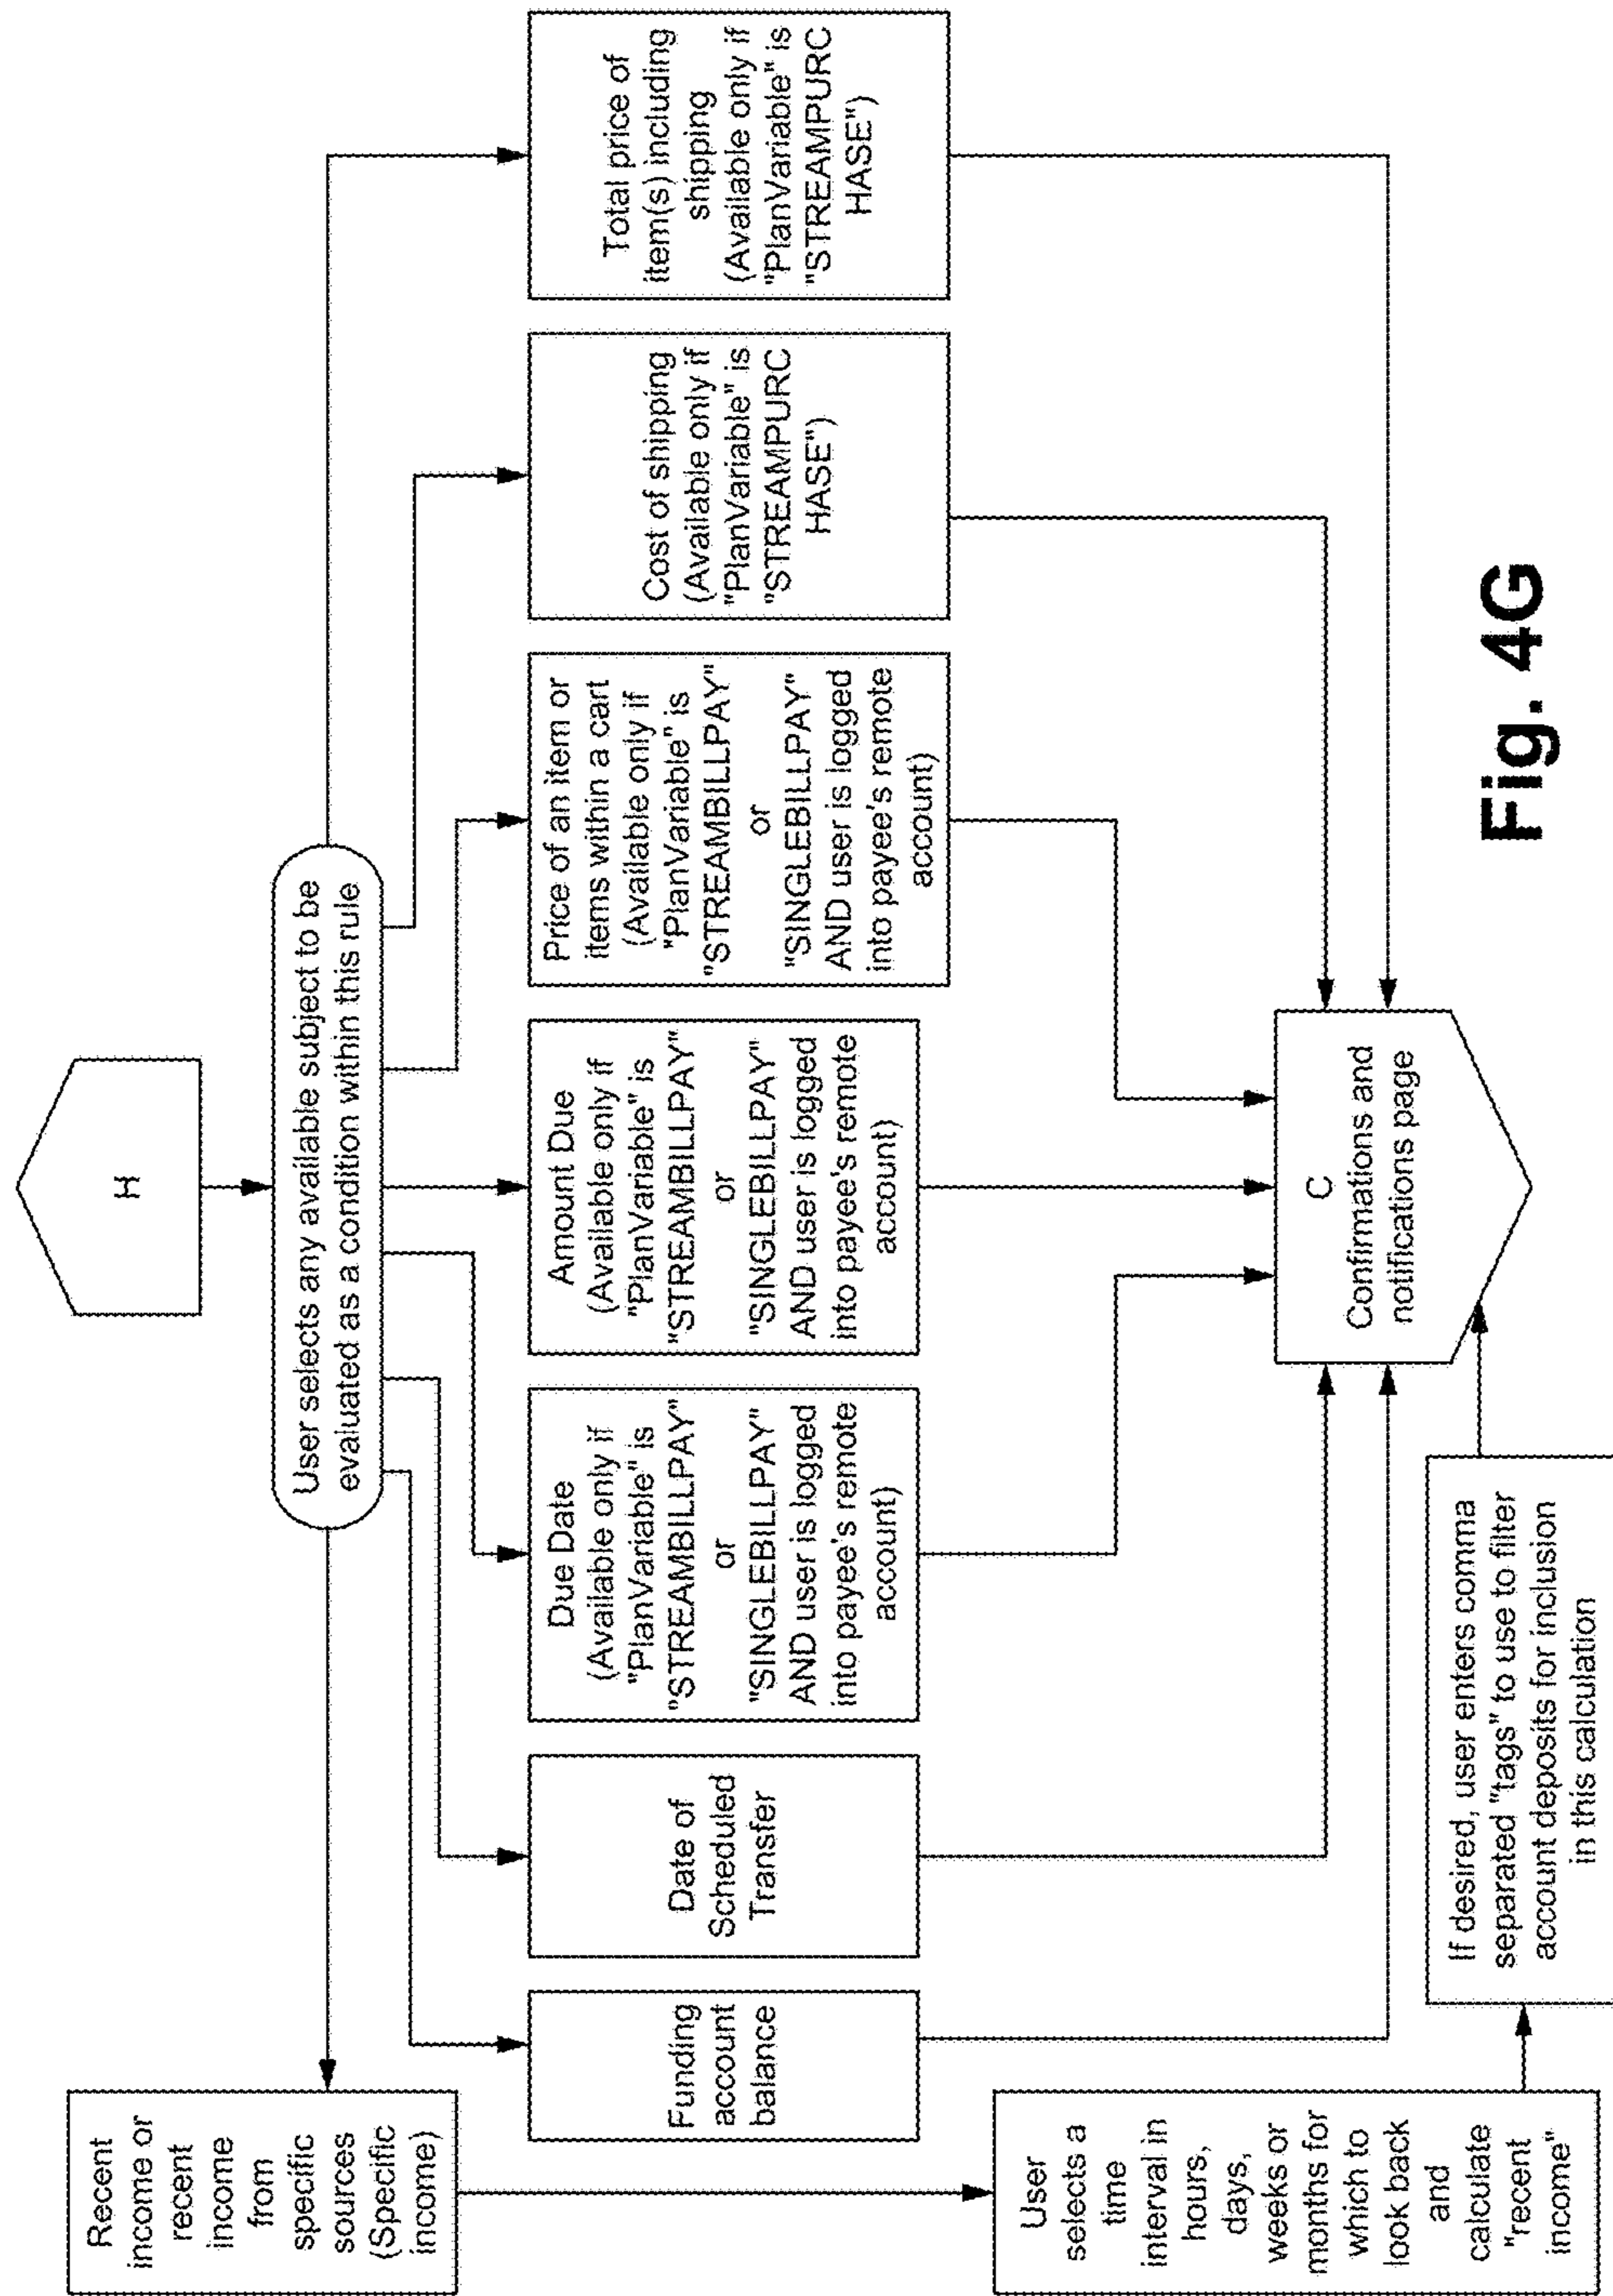 H
User selects any available subject to be
evaluated as a condition within this rule
Recent
income or
recent
income
from
specific
sources
(Specific
income)
Funding
account
balance
Date of
Scheduled
Transfer
Due Date
(Available only if
"PlanVariable" is
"STREAMBILLPAY"
or
"SINGLEBILLPAY"
AND user is logged
into payee's remote
account)
Amount Due
(Available only if
"PlanVariable" is
"STREAMBILLPAY"
or
"SINGLEBILLPAY"
AND user is logged
into payee's remote
account)
Price of an item or
items within a cart
(Available only if
"PlanVariable" is
"STREAMBILLPAY"
or
"SINGLEBILLPAY"
AND user is logged
into payee's remote
account)
Cost of shipping
(Available only if
"PlanVariable" is
"STREAMPURC
HASE")
Total price of
item(s) including
shipping
(Available only if
"PlanVariable" is
"STREAMPURC
HASE")
User
selects a
time
interval in
hours,
days,
weeks or
months for
which to
look back
and
calculate
"recent
income"
If desired, user enters comma
separated "tags" to use to filter
account deposits for inclusion
in this calculation
C
Confirmations and
notifications page
Fig. 4G